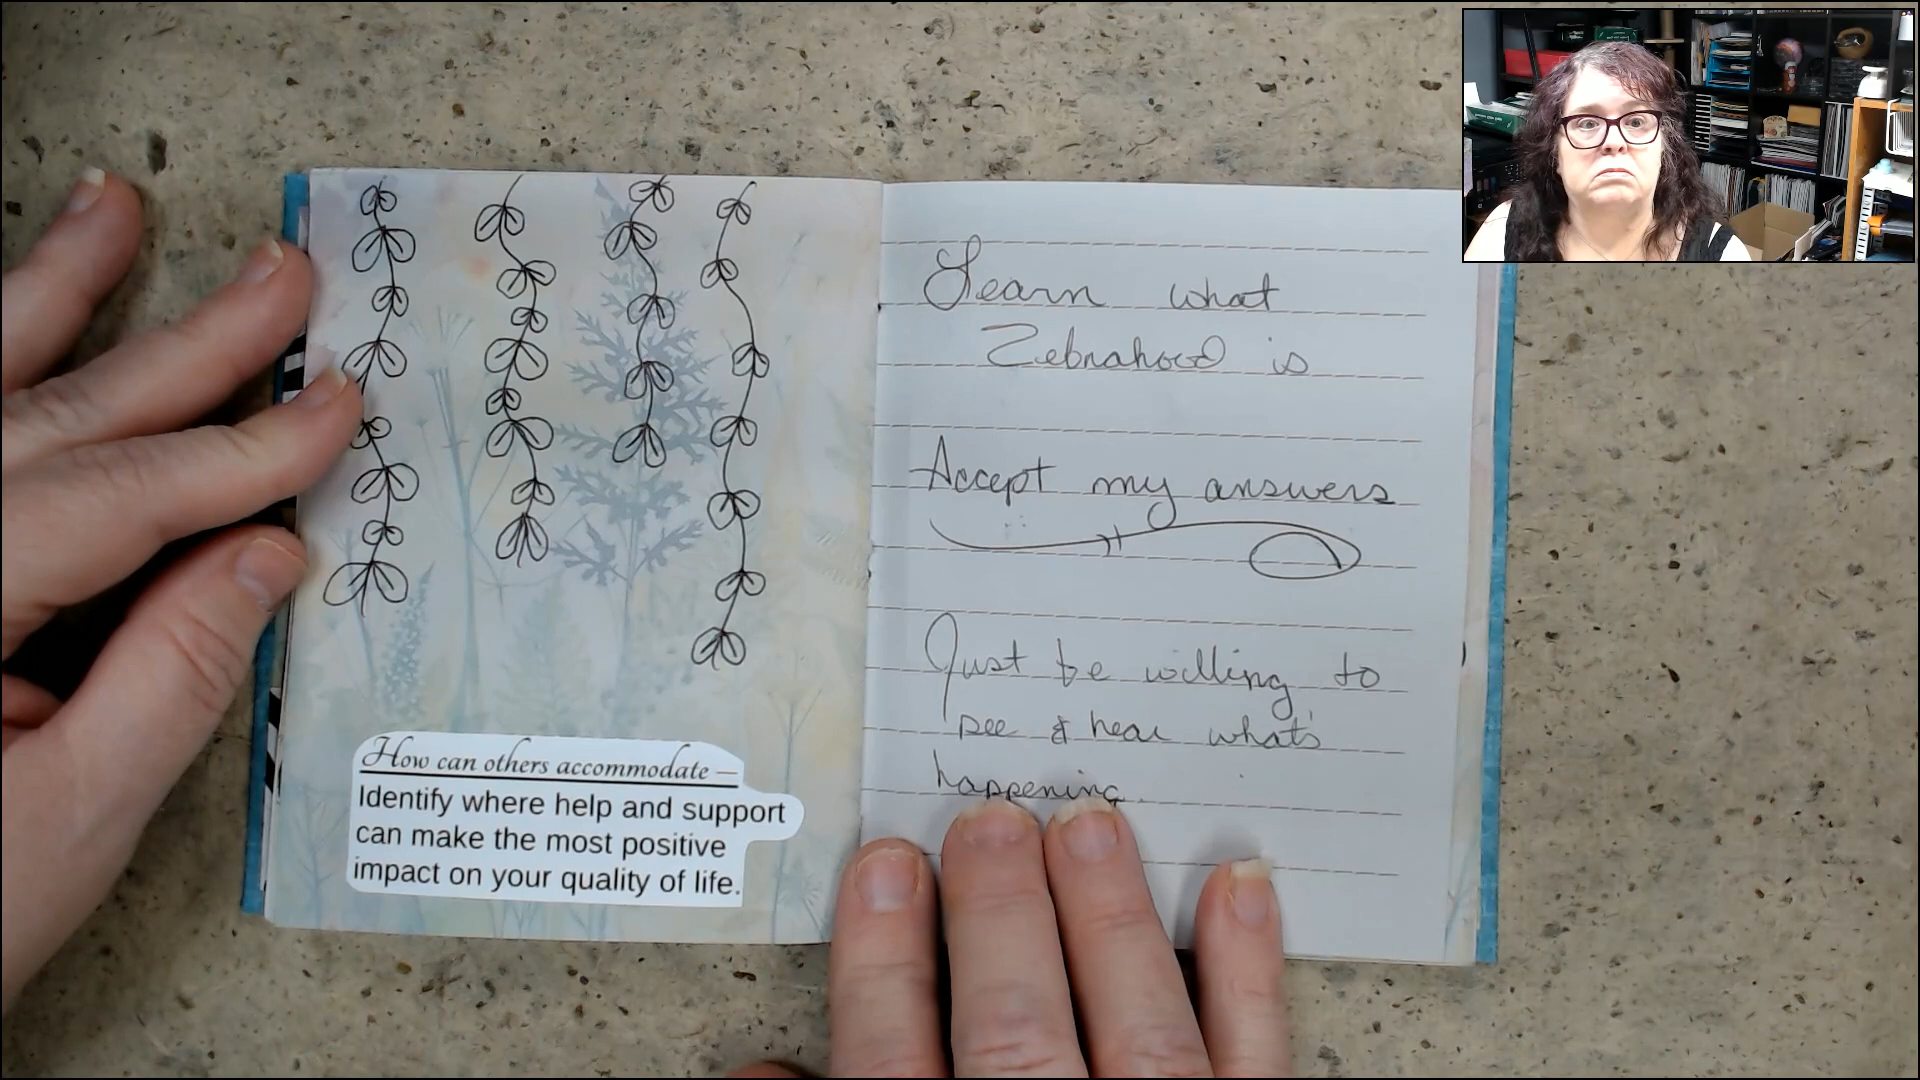 How can others accommodate —
Identify where help and support
can make the most positive
impact on your quality of life.
Learn what
Zebrahood is
Accept my answers
Just be willing to
see & hear what's
happening.